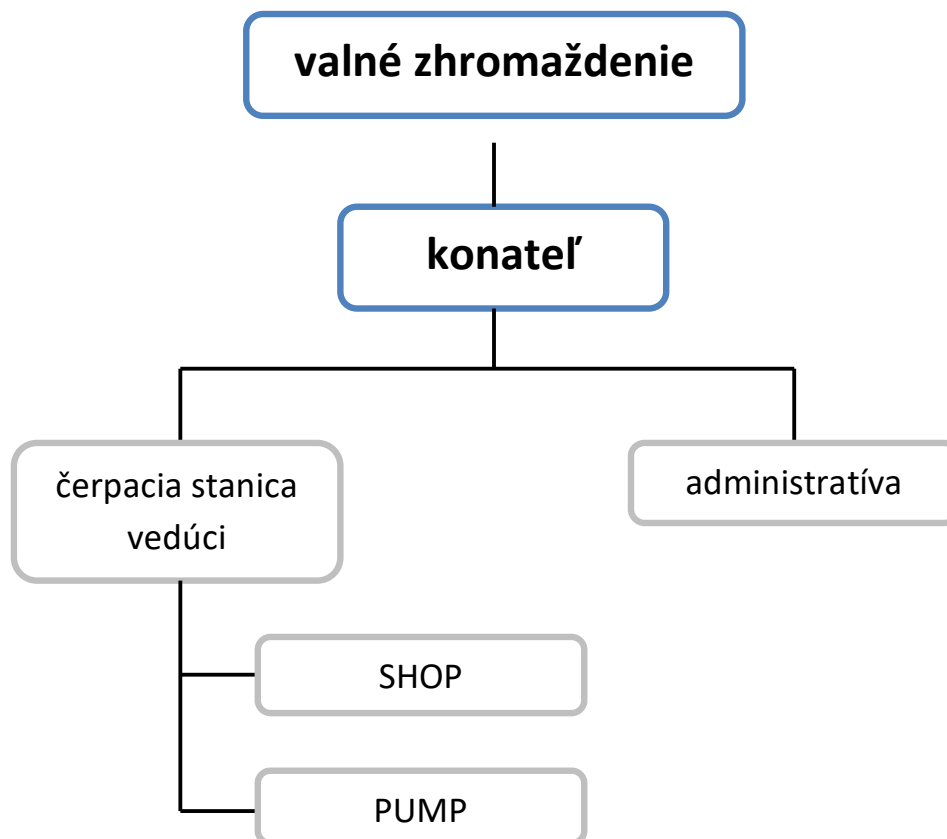 valné zhromaždenie
konateľ
čerpacia stanica
vedúci
administratíva
SHOP
PUMP